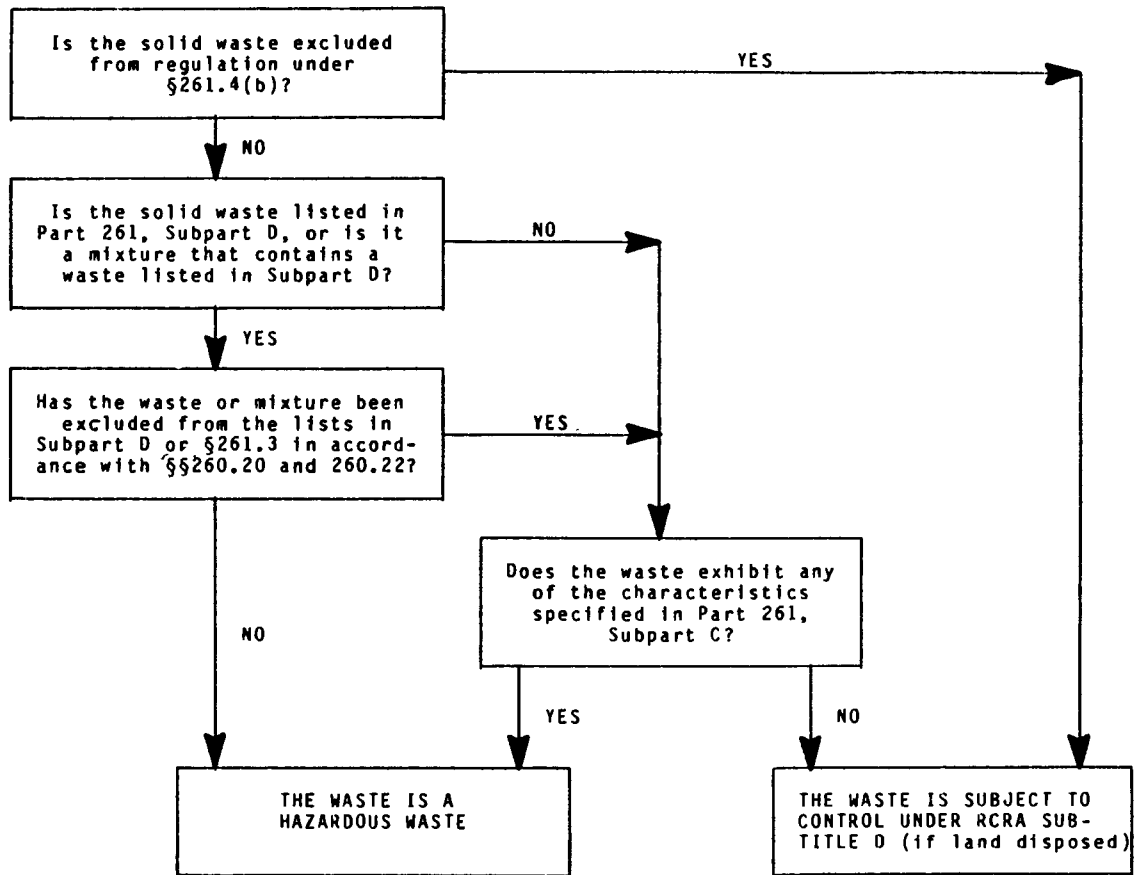 Is the solid waste excluded
from regulation under
§261.4(b)?
YES
NO
Is the solid waste listed in
Part 261, Subpart D, or is it
a mixture that contains a
waste listed in Subpart D?
NO
YES
Has the waste or mixture been
excluded from the lists in
Subpart D or §261.3 in accord-
ance with §§260.20 and 260.22?
YES
NO
Does the waste exhibit any
of the characteristics
specified in Part 261,
Subpart C?
YES
NO
THE WASTE IS A
HAZARDOUS WASTE
THE WASTE IS SUBJECT TO
CONTROL UNDER RCRA SUB-
TITLE D (if land disposed)